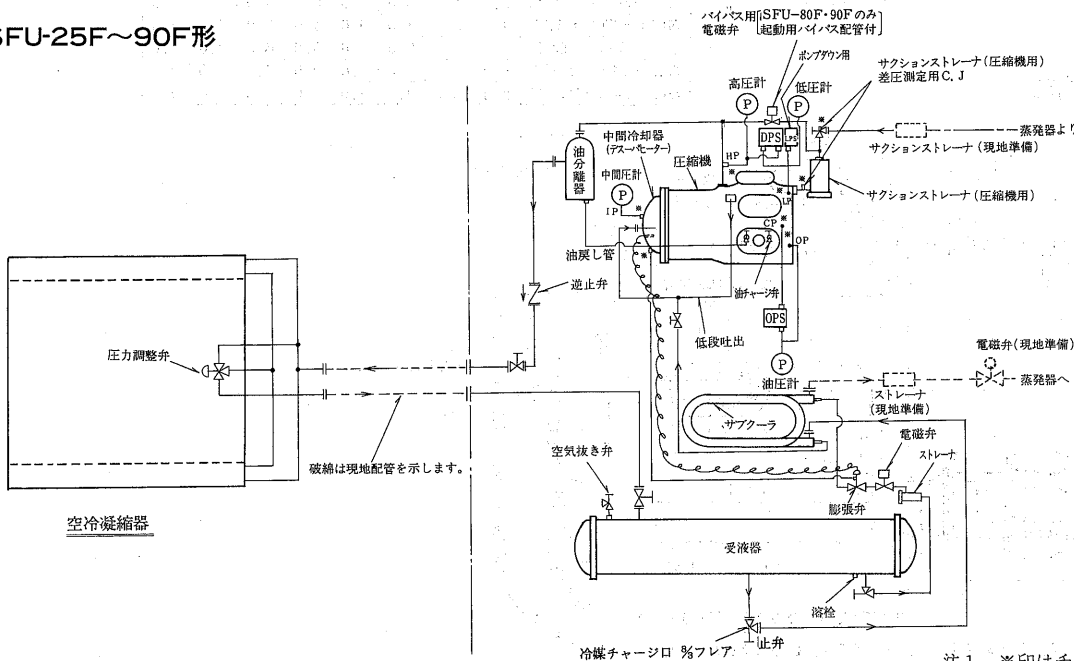 SFU-25F～90F形
バイパス用 電磁弁
[SFU-80F・90Fのみ
起動用バイパス配管付]
ポンプダウン用
サクションストレーナ(圧縮機用)
差圧測定用C.J
高圧計
低圧計
P
P
※
DPS
LPS
蒸発器より
サクションストレーナ(現地準備)
中間冷却器
(デスーパヒーター)
油分離器
圧縮機
HP
※
※
LP
サクションストレーナ(圧縮機用)
中間圧計
P
IP
※
※
CP
※
OP
油戻し管
※
油チャージ弁
逆止弁
低段吐出
OPS
P
油圧計
電磁弁(現地準備)
蒸発器へ
ストレーナ
(現地準備)
圧力調整弁
サブクーラ
電磁弁
ストレーナ
破綿は現地配管を示します。
空気抜き弁
膨張弁
空冷凝縮器
受液器
溶栓
冷媒チャージ口 ⅜フレア
止弁
注1. ※印はチ